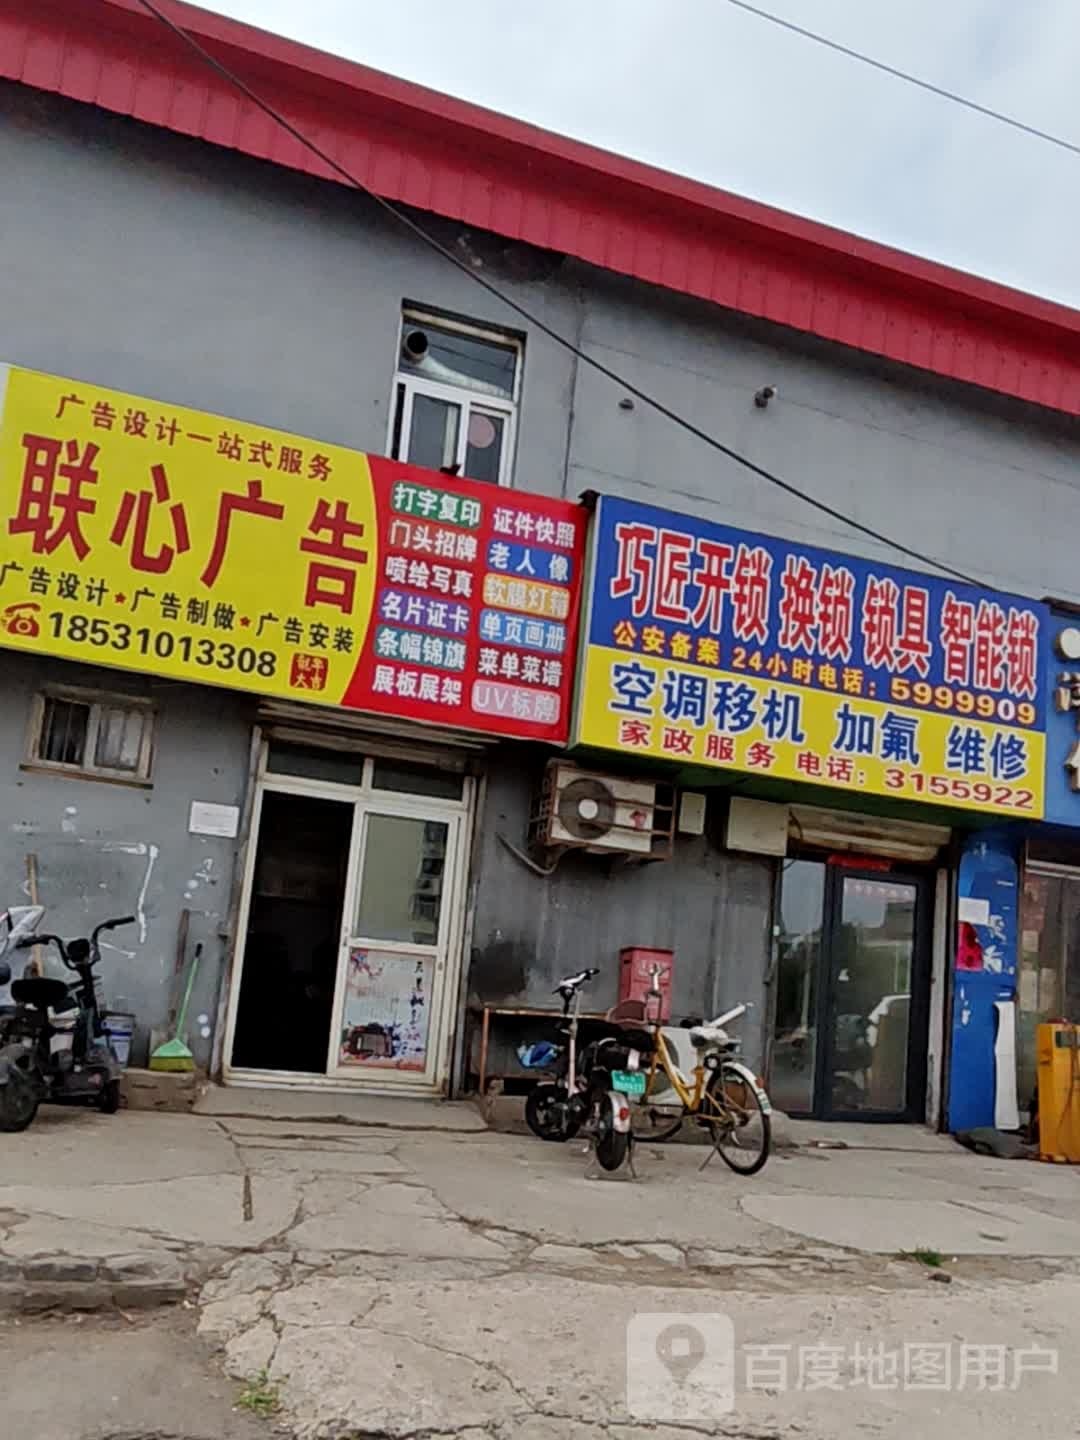 广告设计一站式服务
联心广告
广告设计★广告制做★广告安装
18531013308
打字复印 证件快照
门头招牌 老人像
喷绘写真 软膜灯箱
名片证卡 单页画册
条幅锦旗 菜单菜谱
展板展架 UV标牌
巧匠开锁 换锁 锁具 智能锁
公安备案 24小时电话：5999909
空调移机 加氟 维修
家政服务 电话：3155922
百度地图用户